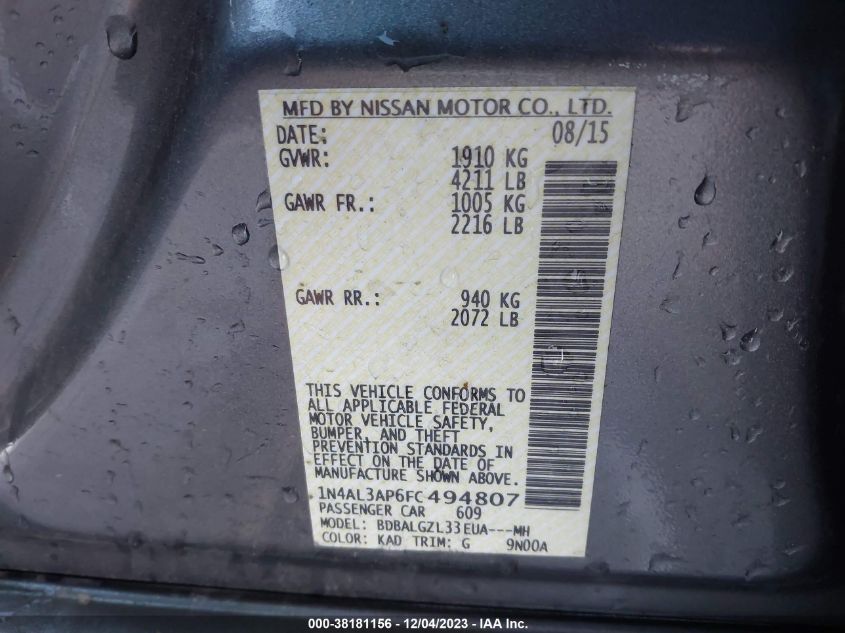 MFD BY NISSAN MOTOR CO., LTD.
DATE: 08/15
GVWR: 1910 KG
4211 LB
GAWR FR.: 1005 KG
2216 LB
GAWR RR.: 940 KG
2072 LB
THIS VEHICLE CONFORMS TO
ALL APPLICABLE FEDERAL
MOTOR VEHICLE SAFETY,
BUMPER, AND THEFT
PREVENTION STANDARDS IN
EFFECT ON THE DATE OF
MANUFACTURE SHOWN ABOVE.
1N4AL3AP6FC494807
PASSENGER CAR 609
MODEL: BDBALGZL33EUA---MH
COLOR: KAD TRIM: G 9N00A
000-38181156 - 12/04/2023 - IAA Inc.